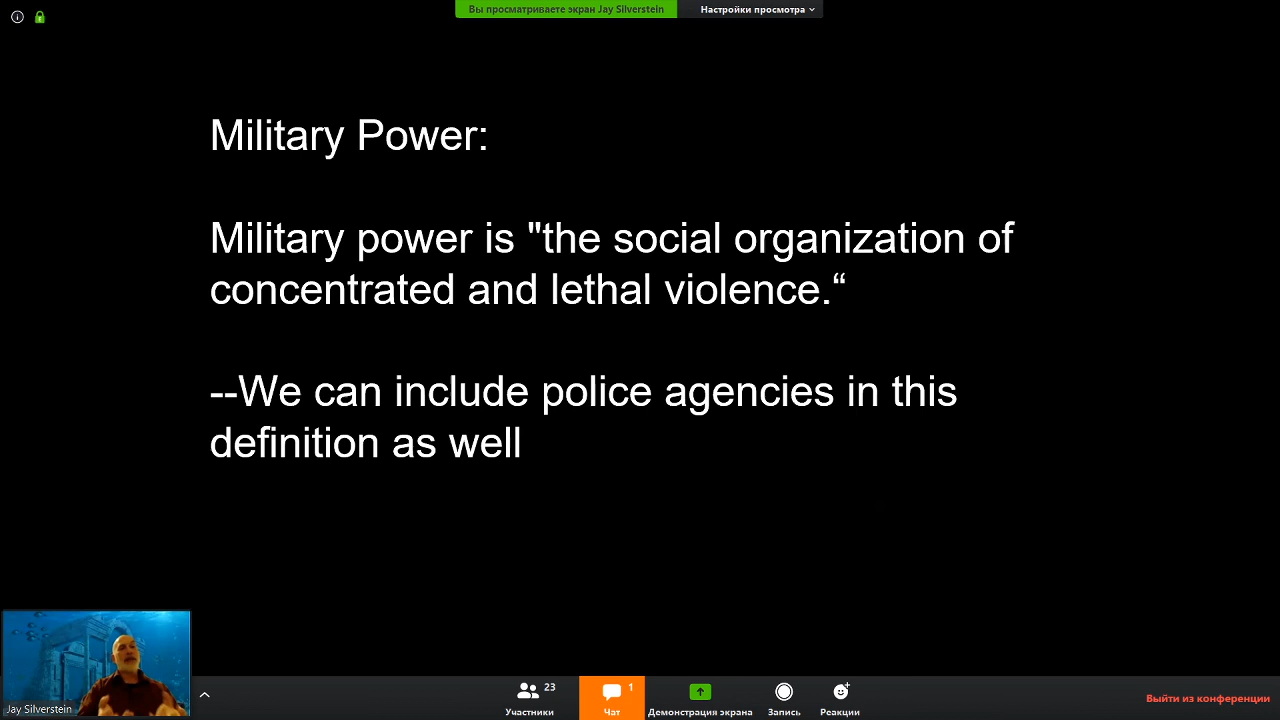 Вы просматриваете экран Jay Silverstein
Настройки просмотра
Military Power:
Military power is "the social organization of
concentrated and lethal violence.“
--We can include police agencies in this
definition as well
Jay Silverstein
23
Участники
1
Чат
Демонстрация экрана
Запись
Реакции
Выйти из конференции